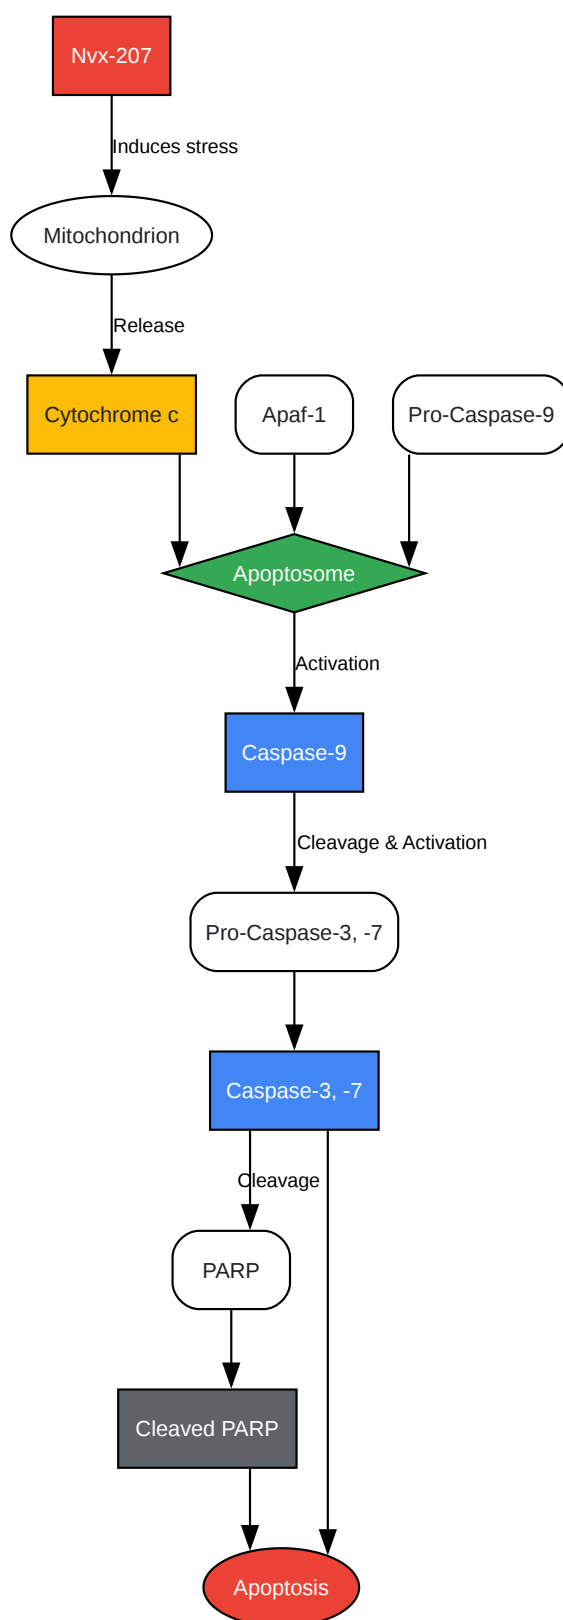 Nvx-207
Induces stress
Mitochondrion
Release
Cytochrome c
Apaf-1
Pro-Caspase-9
Apoptosome
Activation
Caspase-9
Cleavage & Activation
Pro-Caspase-3, -7
Caspase-3, -7
Cleavage
PARP
Cleaved PARP
Apoptosis